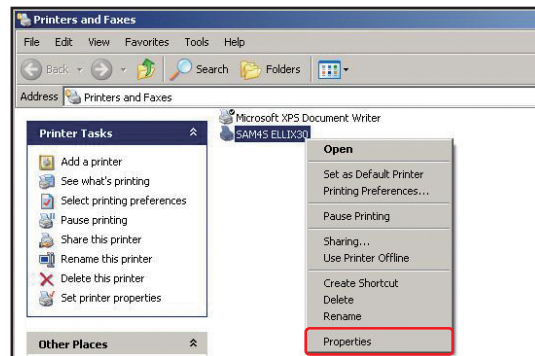 Printers and Faxes
File Edit View Favorites Tools Help
Back Search Folders
Address Printers and Faxes
Printer Tasks
Add a printer
See what's printing
Select printing preferences
Pause printing
Share this printer
Rename this printer
Delete this printer
Set printer properties
Other Places
Microsoft XPS Document Writer
SAM4S ELLIX30
Open
Set as Default Printer
Printing Preferences...
Pause Printing
Sharing...
Use Printer Offline
Create Shortcut
Delete
Rename
Properties